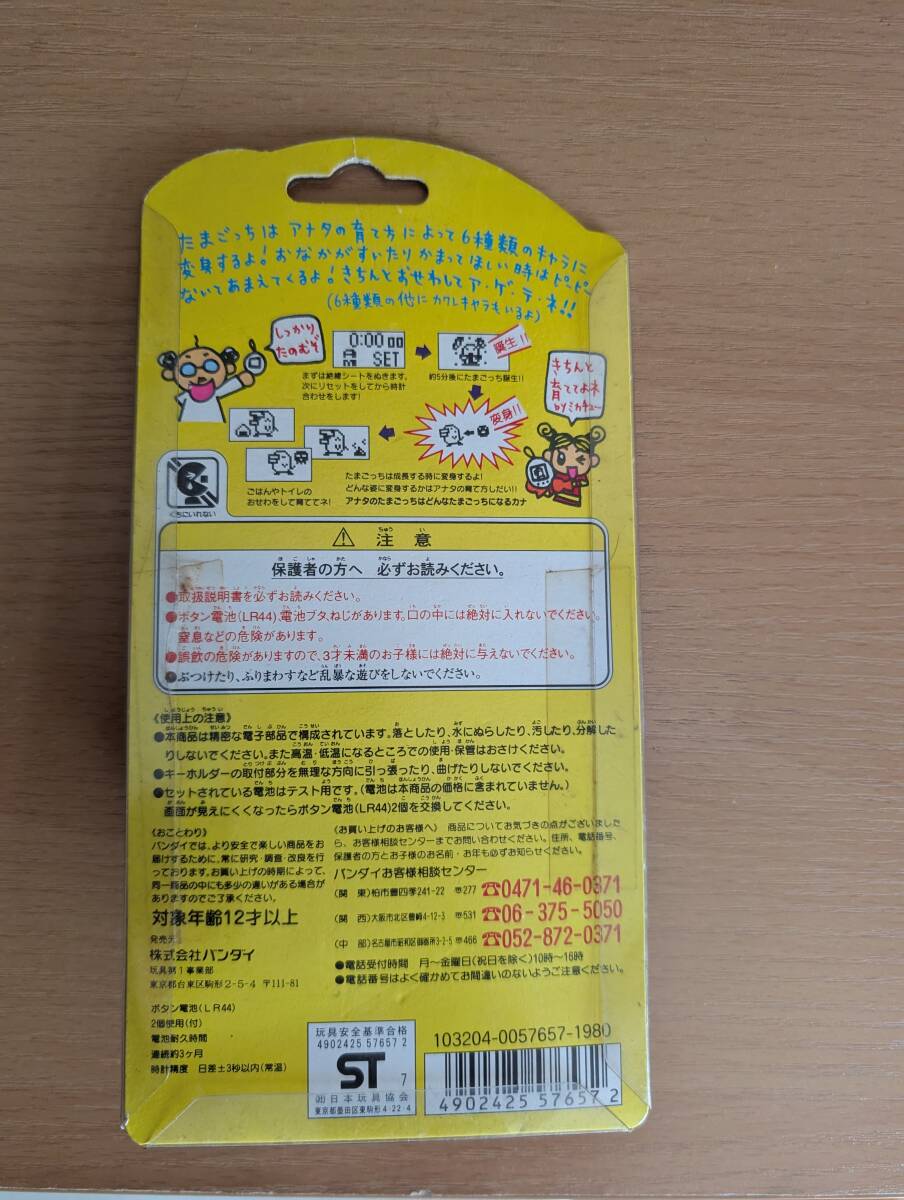 たまごっちは アナタの育て方によって6種類のキャラに
変身するよ! おなかがすいたり かまってほしい時はピーピー
ないてあまえてくるよ! きちんとおせわしてア・ゲ・テ・ネ!!
(6種類の他に カクレキャラもいるよ)
しっかり
たのむぞ
0:00 00
AM SET
まずは絶縁シートをぬきます。
次にリセットをしてから時計
合わせをします!
誕生!!
約5分後にたまごっち誕生!!
きちんと
育ててよネ
byミカチュー
変身!!
ごはんやトイレの
おせわをして育ててネ!
たまごっちは成長する時に変身するよ!
どんな姿に変身するかはアナタの育て方しだい!!
アナタのたまごっちはどんなたまごっちになるカナ
くちにいれない
⚠ 注意
保護者の方へ 必ずお読みください。
●取扱説明書を必ずお読みください。
●ボタン電池(LR44)、電池ブタ、ねじがあります。口の中には絶対に入れないでください。
窒息などの危険があります。
●誤飲の危険がありますので、3才未満のお子様には絶対に与えないでください。
●ぶつけたり、ふりまわすなど乱暴な遊びをしないでください。
《使用上の注意》
●本商品は精密な電子部品で構成されています。落としたり、水にぬらしたり、汚したり、分解した
りしないでください。また高温・低温になるところでの使用・保管はおさけください。
●キーホルダーの取付部分を無理な方向に引っ張ったり、曲げたりしないでください。
●セットされている電池はテスト用です。(電池は本商品の価格に含まれていません。)
画面が見えにくくなったらボタン電池(LR44)2個を交換してください。
《おことわり》
バンダイでは、より安全で楽しい商品をお
届けするために、常に研究・調査・改良を行
っております。お買い上げの時期によって、
同一商品の中にも多少の違いがある場合が
ありますのでご了承ください。
対象年齢12才以上
発売元
株式会社バンダイ
玩具第1事業部
東京都台東区駒形2-5-4 〒111-81
《お買い上げのお客様へ》 商品についてお気づきの点がございました
ら、お客様相談センターまでお問い合わせください。住所、電話番号、
保護者の方とお子様のお名前・お年も必ずお知らせください。
バンダイお客様相談センター
(関 東)柏市豊四季241-22 〒277 ☎0471-46-0371
(関 西)大阪市北区豊崎4-12-3 〒531 ☎06-375-5050
(中 部)名古屋市昭和区御器所3-2-5 〒466 ☎052-872-0371
●電話受付時間 月～金曜日(祝日を除く)10時～16時
●電話番号はよく確かめてお間違いのないようご注意ください。
ボタン電池(LR44)
2個使用(付)
電池耐久時間
連続約3ヶ月
時計精度 日差±3秒以内(常温)
玩具安全基準合格
4902425 57657 2
ST 7
㈳日本玩具協会
東京都墨田区東駒形4-22-4
103204-0057657-1980
4902425 57657 2